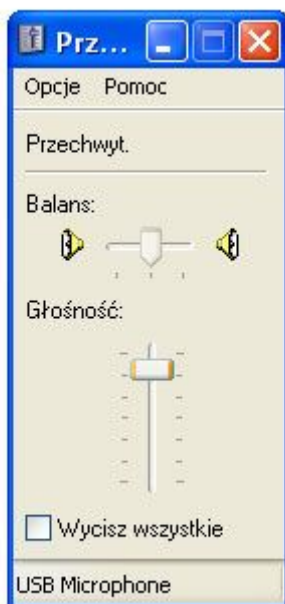 Prz...
Opcje Pomoc
Przechwyt.
Balans:
Głośność:
Wycisz wszystkie
USB Microphone